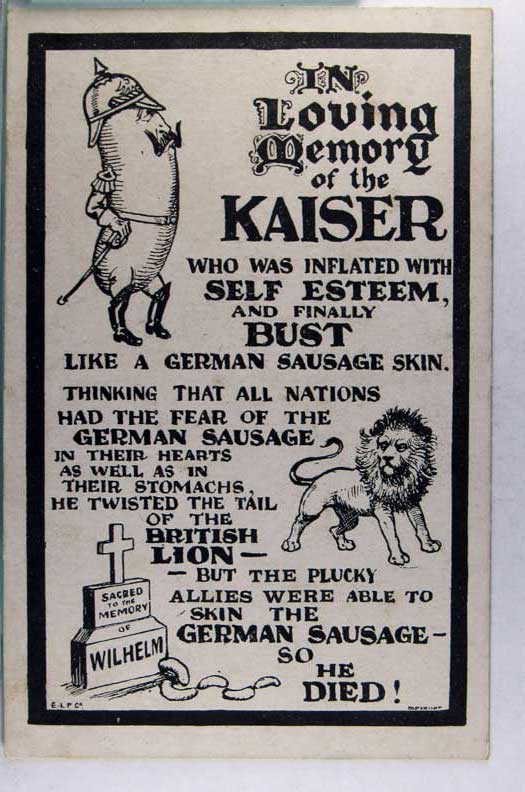 IN
Loving
Memory
of the
KAISER
WHO WAS INFLATED WITH
SELF ESTEEM,
AND FINALLY
BUST
LIKE A GERMAN SAUSAGE SKIN.
THINKING THAT ALL NATIONS
HAD THE FEAR OF THE
GERMAN SAUSAGE
IN THEIR HEARTS
AS WELL AS IN
THEIR STOMACHS,
HE TWISTED THE TAIL
OF THE
BRITISH
LION —
— BUT THE PLUCKY
ALLIES WERE ABLE TO
SKIN THE
GERMAN SAUSAGE —
SO
HE
DIED!
SACRED
TO THE
MEMORY
OF
WILHELM
E.L.P. Co.
COPYRIGHT